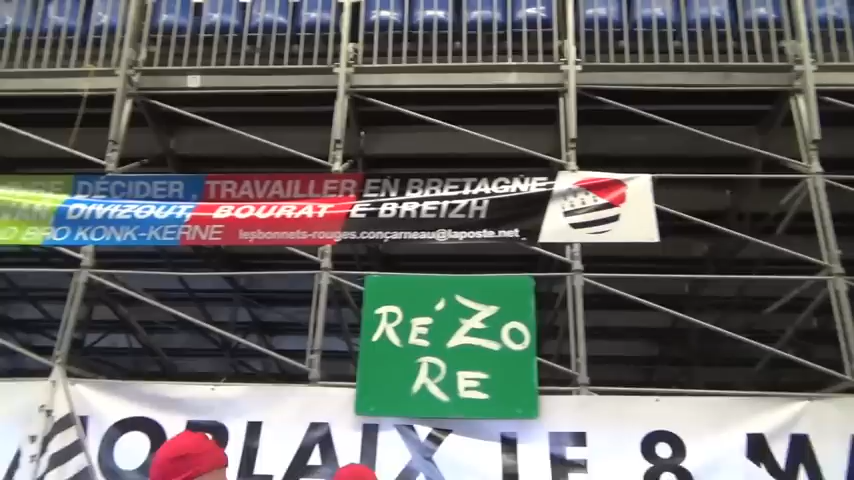 DÉCIDER TRAVAILLER EN BRETAGNE
DIVIZOUT, BOURAT E BREIZH
BRO KONK-KERNE lesbonnets-rouges.concarneau@laposte.net
RÉ'ZO
RE
MORLAIX LE 8 M